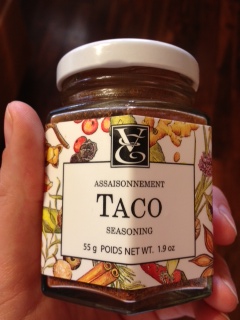 ASSAISONNEMENT
TACO
SEASONING
55 g POIDS NET WT. 1.9 oz